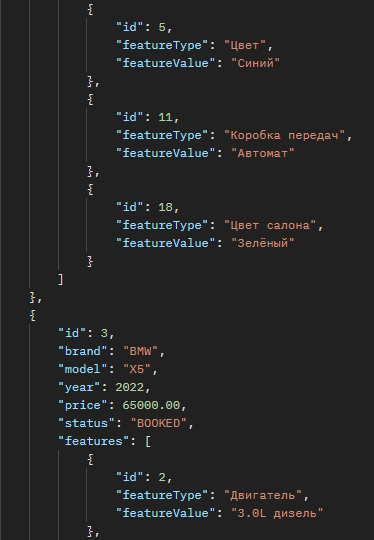 {
"id": 5,
"featureType": "Цвет",
"featureValue": "Синий"
},
{
"id": 11,
"featureType": "Коробка передач",
"featureValue": "Автомат"
},
{
"id": 18,
"featureType": "Цвет салона",
"featureValue": "Зелёный"
}
]
},
{
"id": 3,
"brand": "BMW",
"model": "X5",
"year": 2022,
"price": 65000.00,
"status": "BOOKED",
"features": [
{
"id": 2,
"featureType": "Двигатель",
"featureValue": "3.0L дизель"
},